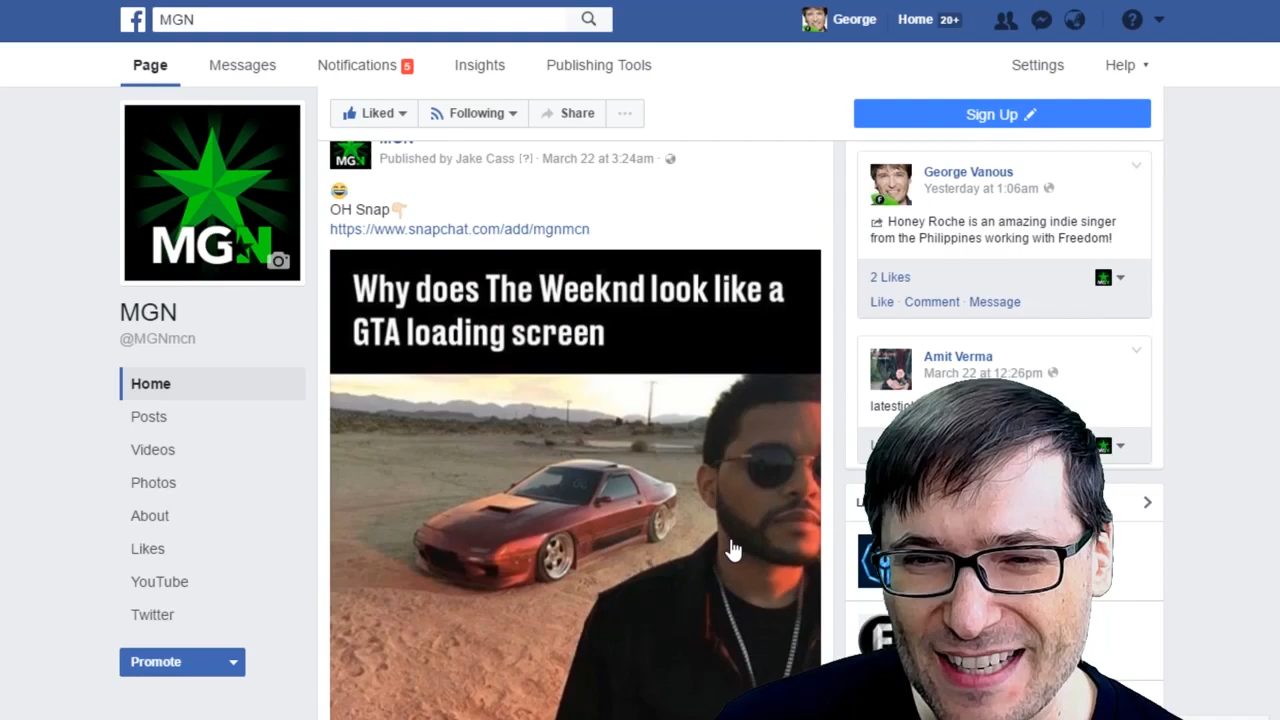 MGN
George
Home 20+
Page
Messages
Notifications 5
Insights
Publishing Tools
Settings
Help
Liked
Following
Share
Sign Up
MGN
MGN
@MGNmcn
Home
Posts
Videos
Photos
About
Likes
YouTube
Twitter
Promote
MGN
MGN
Published by Jake Cass [?] · March 22 at 3:24am ·
😂
OH Snap👇🏻
https://www.snapchat.com/add/mgnmcn
Why does The Weeknd look like a
GTA loading screen
George Vanous
Yesterday at 1:06am
Honey Roche is an amazing indie singer
from the Philippines working with Freedom!
2 Likes
Like · Comment · Message
Amit Verma
March 22 at 12:26pm